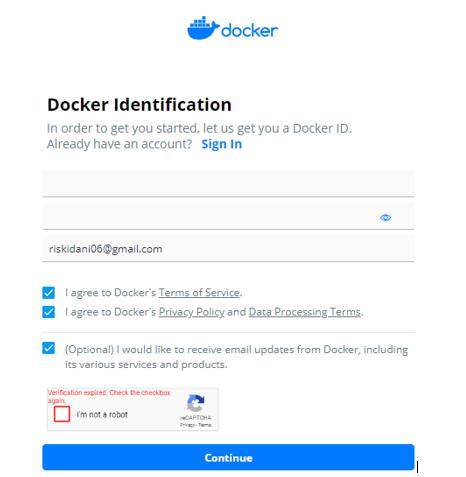 docker
Docker Identification
In order to get you started, let us get you a Docker ID.
Already have an account? Sign In
riskidani06@gmail.com
I agree to Docker's Terms of Service.
I agree to Docker's Privacy Policy and Data Processing Terms.
(Optional) I would like to receive email updates from Docker, including
its various services and products.
Verification expired. Check the checkbox
again.
I'm not a robot
reCAPTCHA
Privacy - Terms
Continue